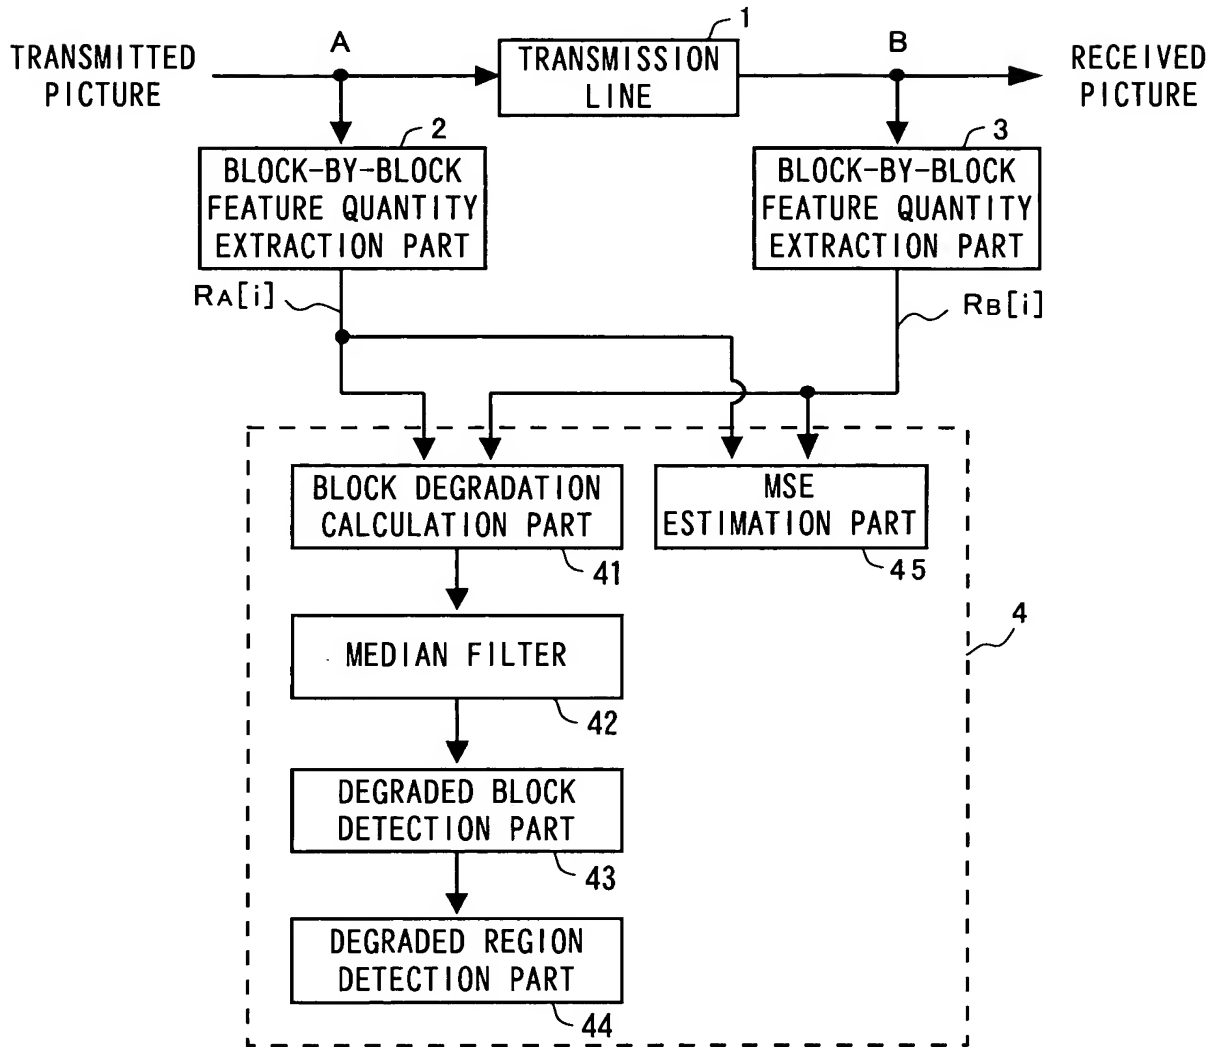 TRANSMITTED
PICTURE
A
1
TRANSMISSION
LINE
B
RECEIVED
PICTURE
2
BLOCK-BY-BLOCK
FEATURE QUANTITY
EXTRACTION PART
3
BLOCK-BY-BLOCK
FEATURE QUANTITY
EXTRACTION PART
RA[i]
RB[i]
BLOCK DEGRADATION
CALCULATION PART
41
MSE
ESTIMATION PART
45
4
MEDIAN FILTER
42
DEGRADED BLOCK
DETECTION PART
43
DEGRADED REGION
DETECTION PART
44